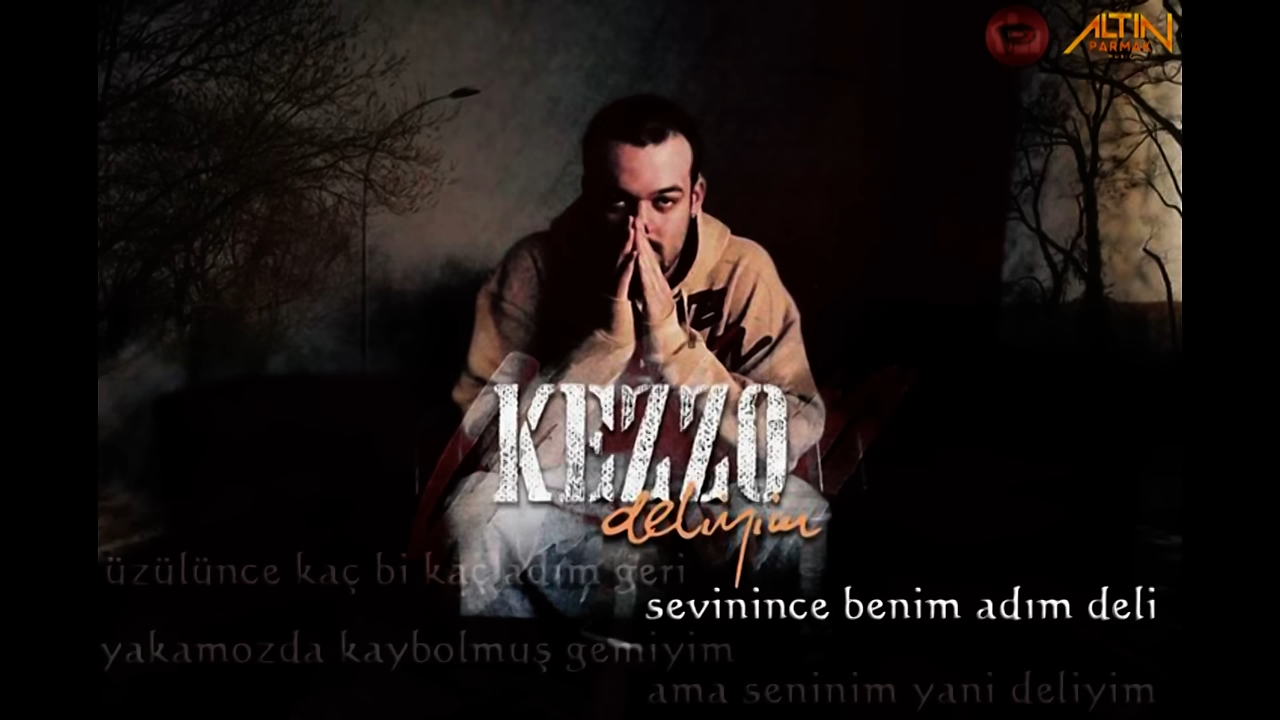 ALTIN
PARMAK
MUSIC
KEZZO
deliyim
üzülünce kaç bi kaç adım geri
sevinince benim adım deli
yakamozda kaybolmuş gemiyim
ama seninim yani deliyim